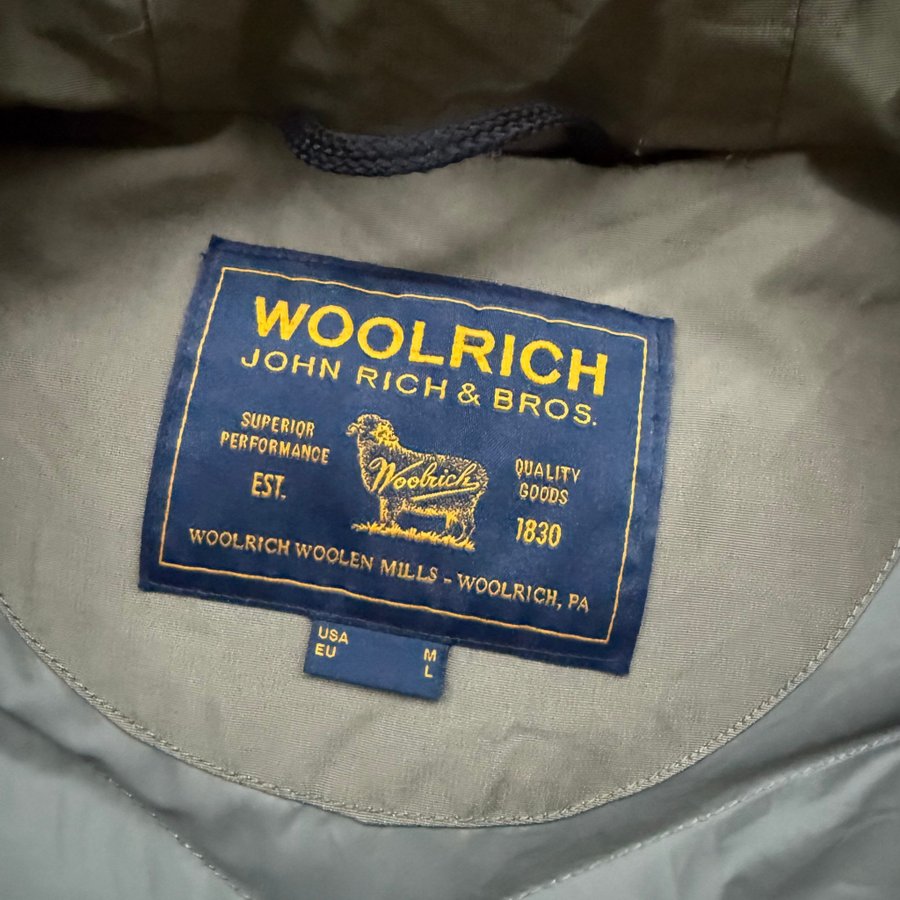 WOOLRICH
JOHN RICH & BROS.
SUPERIOR
PERFORMANCE
EST.
Woolrich
QUALITY
GOODS
1830
WOOLRICH WOOLEN MILLS - WOOLRICH, PA
USA M
EU L